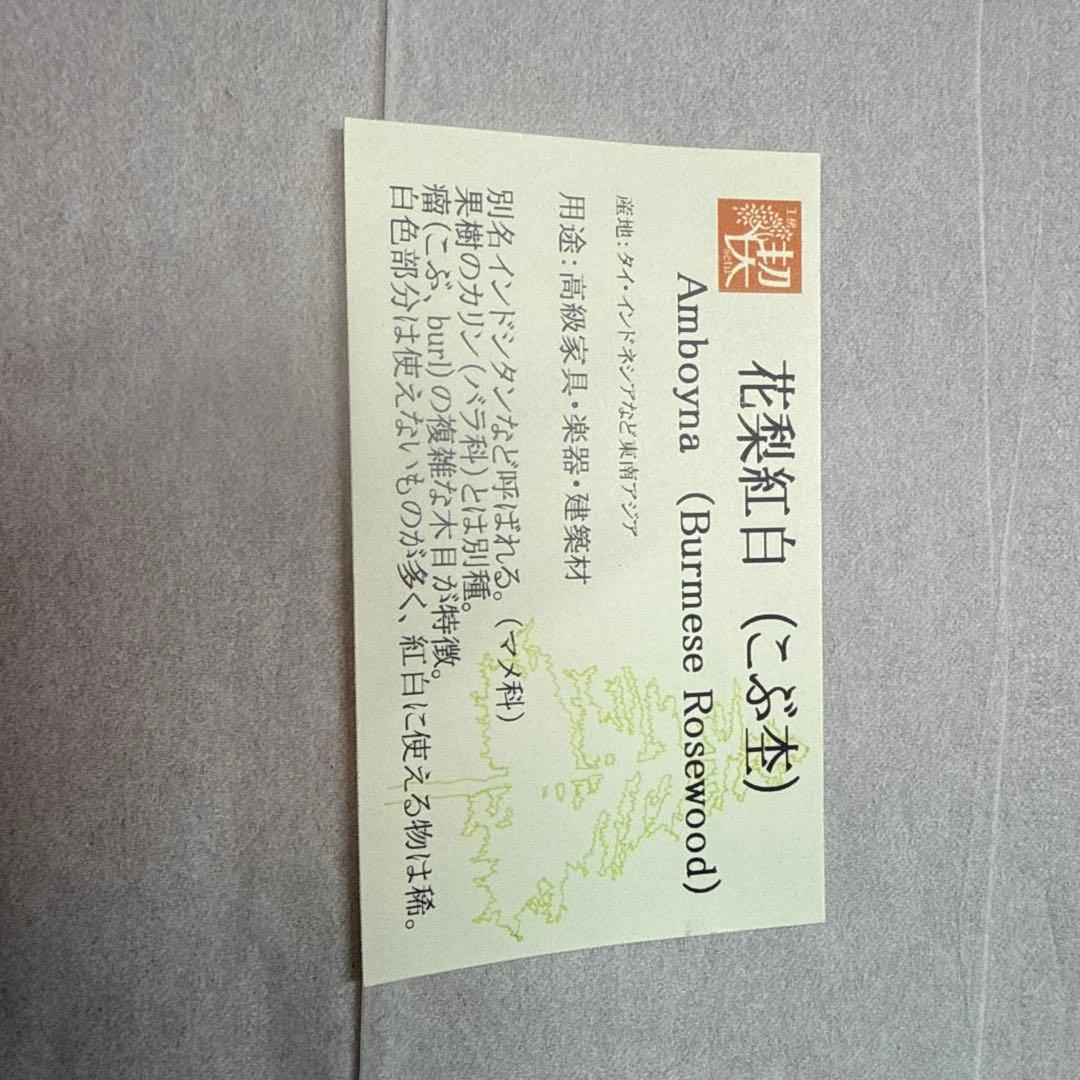 工房
楔
setu
花梨紅白（こぶ杢）
Amboyna （Burmese Rosewood）
産地：タイ・インドネシアなど東南アジア
用途：高級家具・楽器・建築材
別名インドシタンなど呼ばれる。（マメ科）
果樹のカリン（バラ科）とは別種。
瘤（こぶ、burl）の複雑な木目が特徴。
白色部分は使えないものが多く、紅白に使える物は稀。